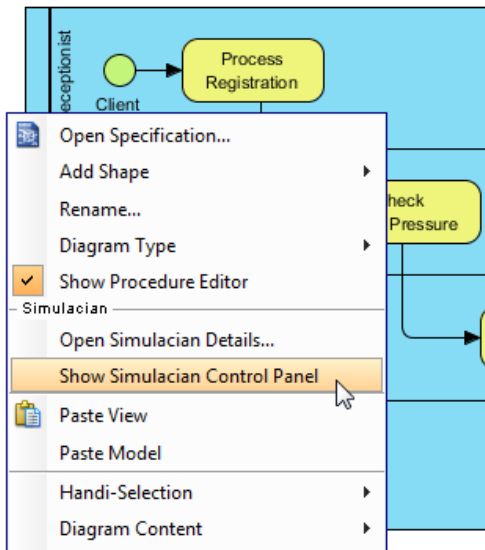 eceptionist
Process
Registration
Client
Open Specification...
Add Shape
Rename...
Diagram Type
heck
Pressure
Show Procedure Editor
Simulacian
Open Simulacian Details...
Show Simulacian Control Panel
Paste View
Paste Model
Handi-Selection
Diagram Content